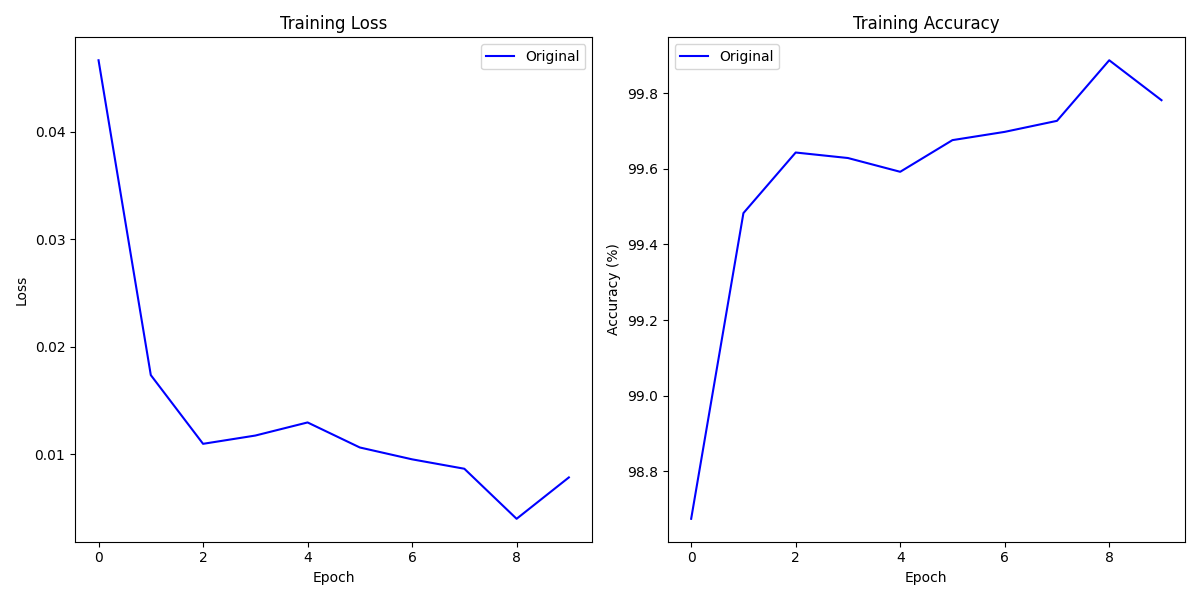 Training Loss
Original
0.04
0.03
0.02
0.01
Loss
0 2 4 6 8
Epoch
Training Accuracy
Original
99.8
99.6
99.4
99.2
99.0
98.8
Accuracy (%)
0 2 4 6 8
Epoch